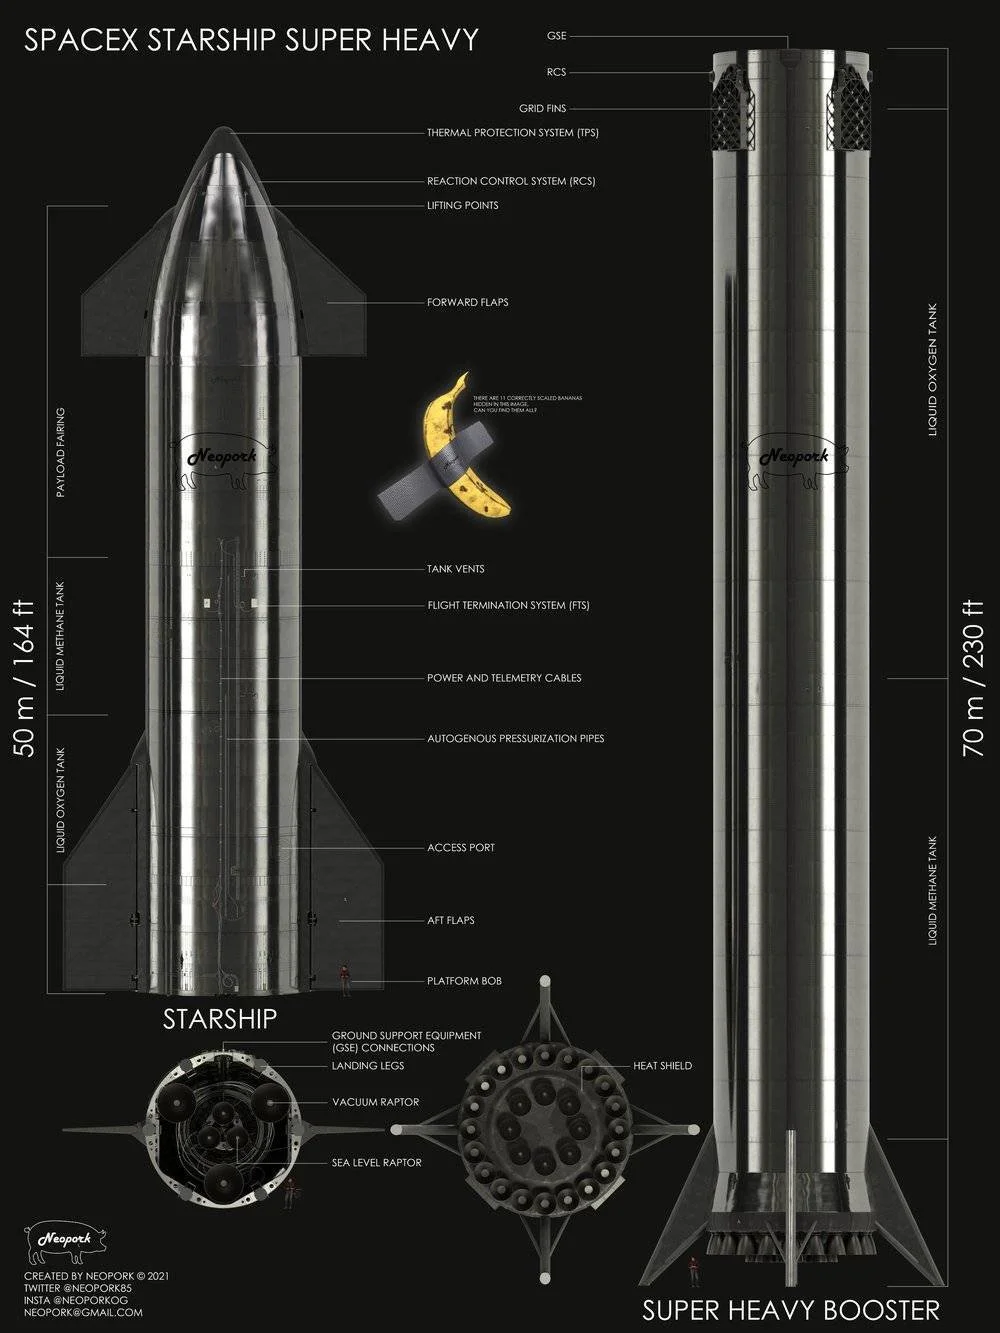 SPACEX STARSHIP SUPER HEAVY
GSE
RCS
GRID FINS
THERMAL PROTECTION SYSTEM (TPS)
REACTION CONTROL SYSTEM (RCS)
LIFTING POINTS
FORWARD FLAPS
THERE ARE 11 CORRECTLY SCALED BANANAS
HIDDEN IN THIS IMAGE,
CAN YOU FIND THEM ALL?
Neopork
Neopork
TANK VENTS
FLIGHT TERMINATION SYSTEM (FTS)
POWER AND TELEMETRY CABLES
AUTOGENOUS PRESSURIZATION PIPES
ACCESS PORT
AFT FLAPS
PLATFORM BOB
50 m / 164 ft
PAYLOAD FAIRING
LIQUID METHANE TANK
LIQUID OXYGEN TANK
LIQUID OXYGEN TANK
LIQUID METHANE TANK
70 m / 230 ft
STARSHIP
GROUND SUPPORT EQUIPMENT
(GSE) CONNECTIONS
LANDING LEGS
VACUUM RAPTOR
SEA LEVEL RAPTOR
HEAT SHIELD
Neopork
CREATED BY NEOPORK © 2021
TWITTER @NEOPORK85
INSTA @NEOPORKOG
NEOPORK@GMAIL.COM
SUPER HEAVY BOOSTER